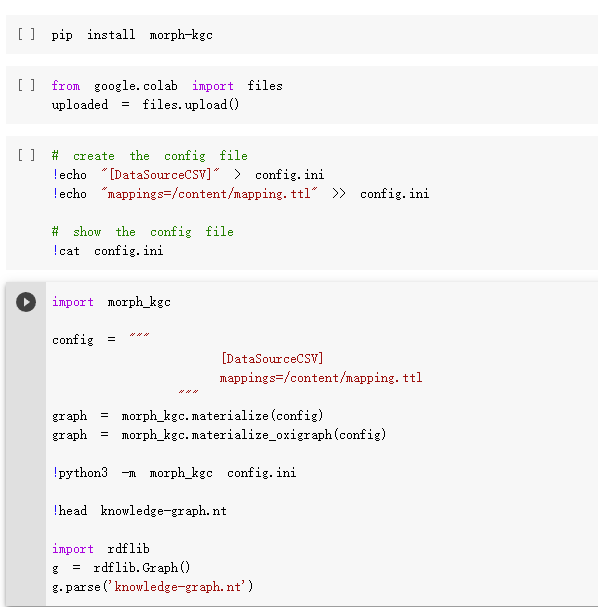 [ ] pip install morph-kgc
[ ] from google.colab import files
uploaded = files.upload()
[ ] # create the config file
!echo "[DataSourceCSV]" > config.ini
!echo "mappings=/content/mapping.ttl" >> config.ini
# show the config file
!cat config.ini
import morph_kgc
config = """
[DataSourceCSV]
mappings=/content/mapping.ttl
"""
graph = morph_kgc.materialize(config)
graph = morph_kgc.materialize_oxigraph(config)
!python3 -m morph_kgc config.ini
!head knowledge-graph.nt
import rdflib
g = rdflib.Graph()
g.parse('knowledge-graph.nt')